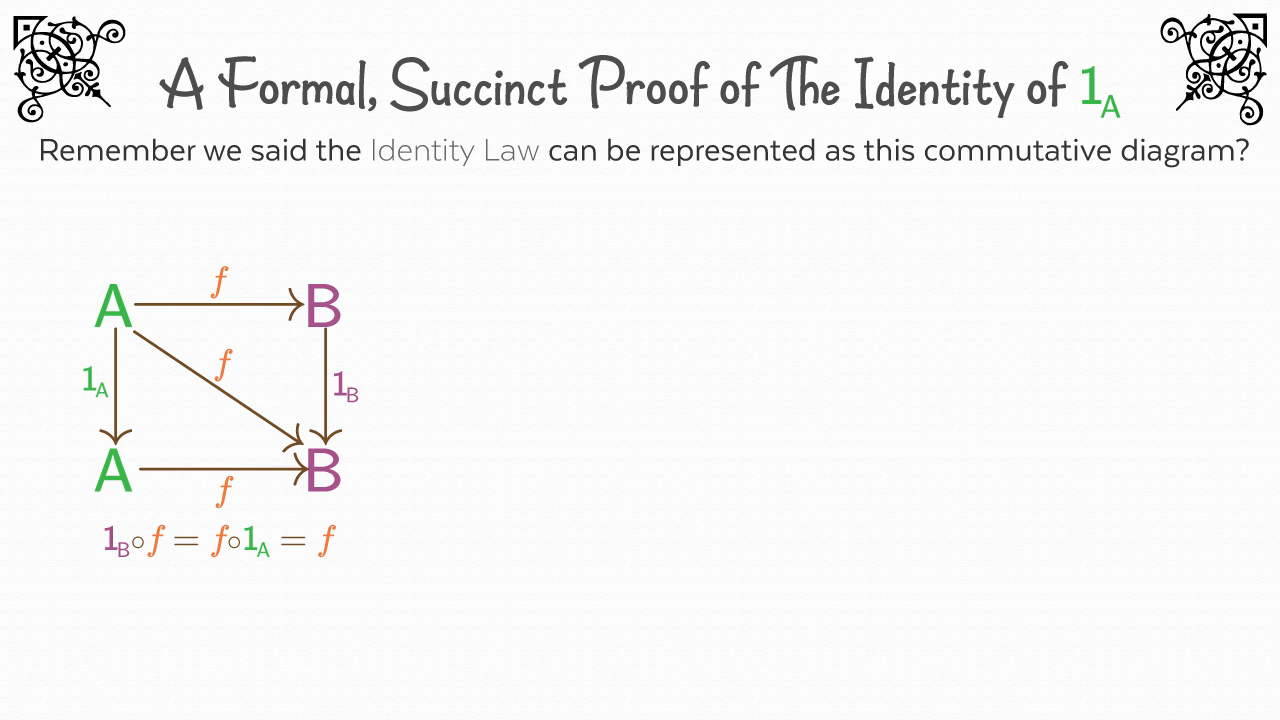 A Formal, Succinct Proof of The Identity of 1A
Remember we said the Identity Law can be represented as this commutative diagram?
f
A B
f
1A 1B
A B
f
1B∘f = f∘1A = f